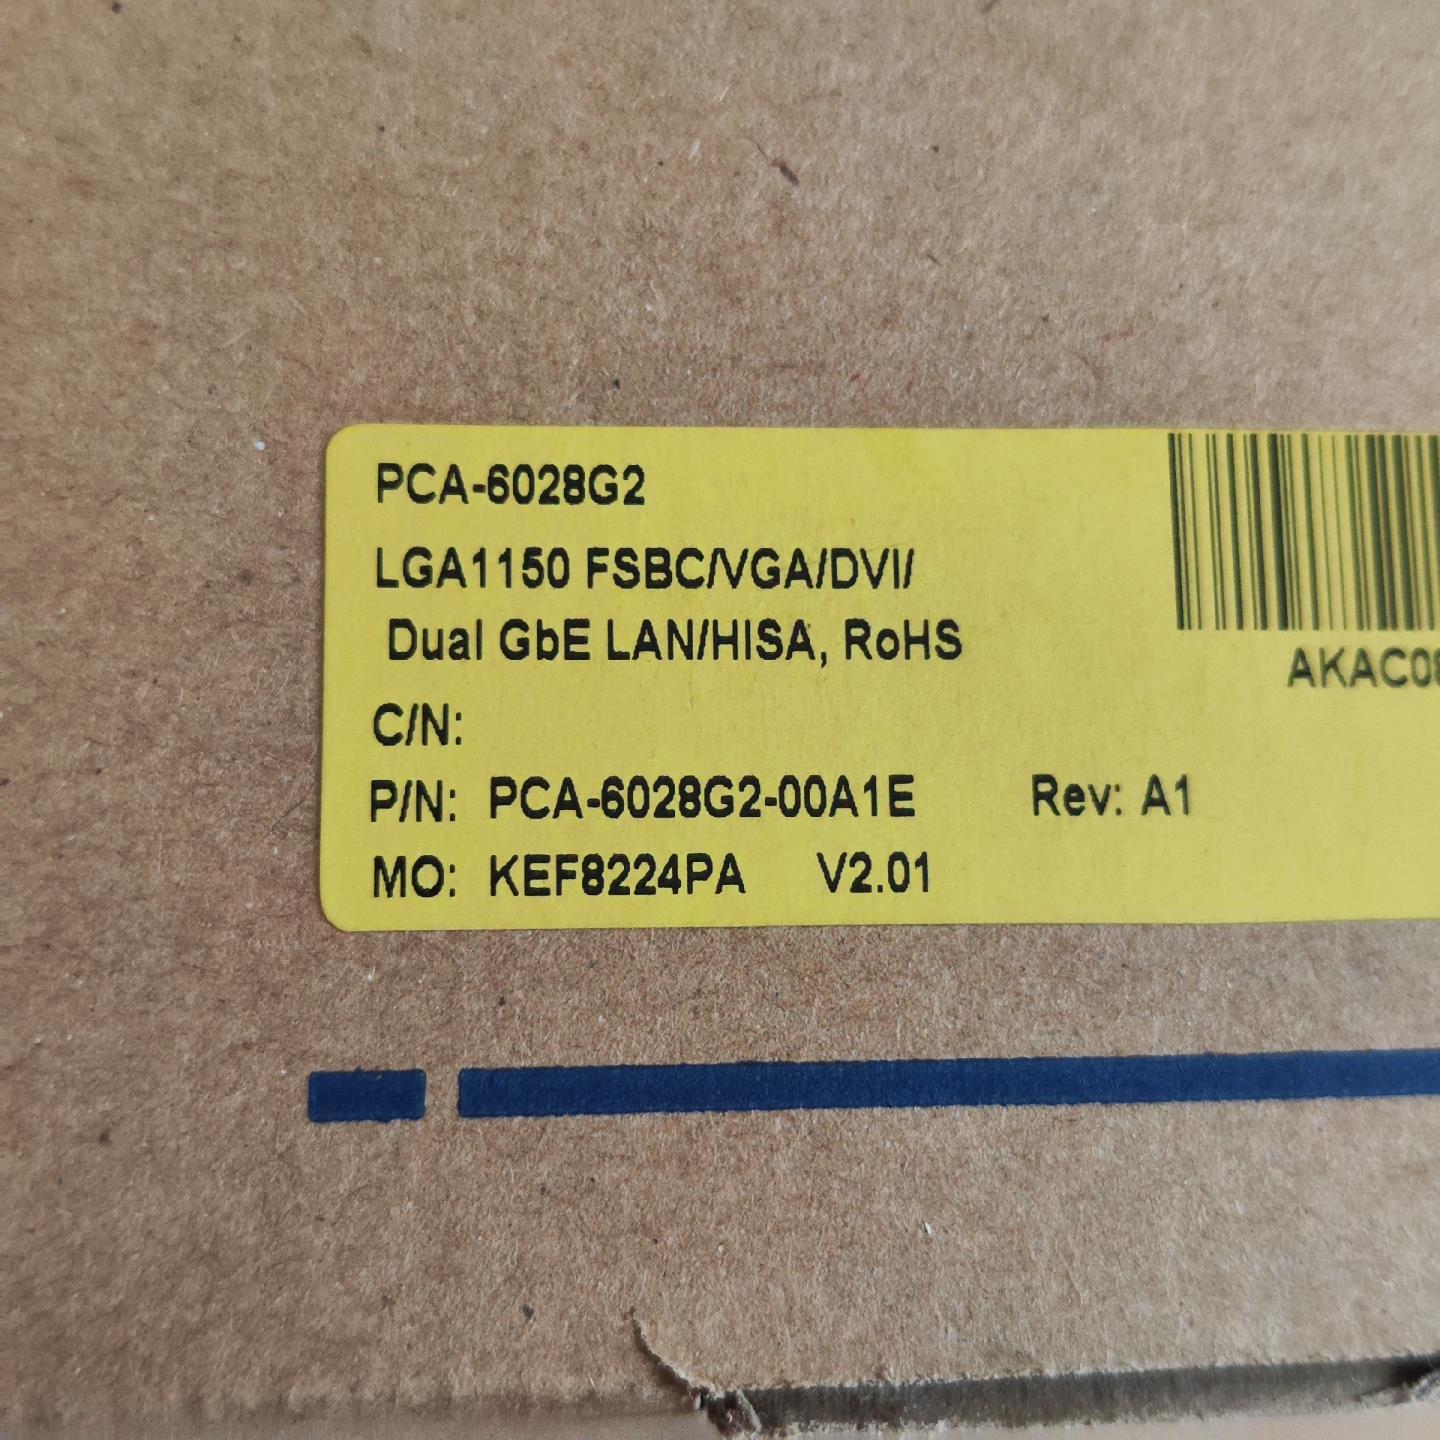 PCA-6028G2
LGA1150 FSBC/VGA/DVI/
Dual GbE LAN/HISA, RoHS
AKAC08
C/N:
P/N: PCA-6028G2-00A1E Rev: A1
MO: KEF8224PA V2.01